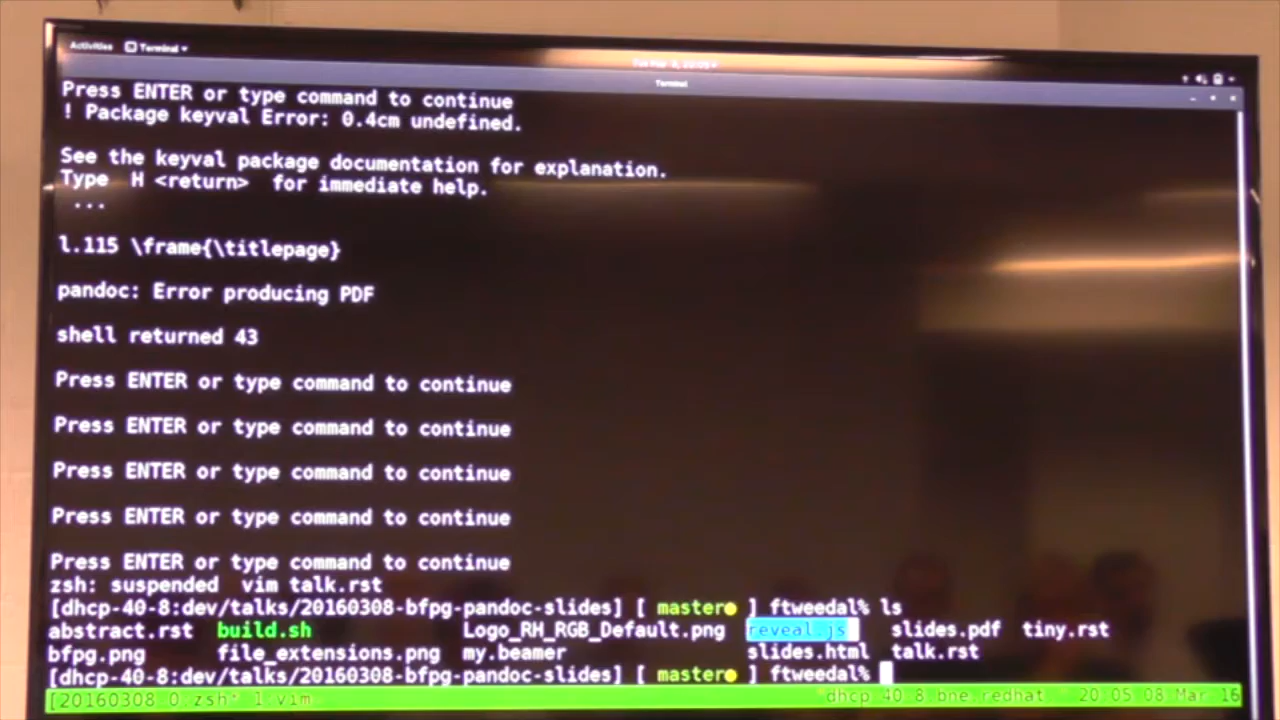 Activities Terminal
Terminal
Press ENTER or type command to continue
! Package keyval Error: 0.4cm undefined.
See the keyval package documentation for explanation.
Type H <return> for immediate help.
...
l.115 \frame{\titlepage}
pandoc: Error producing PDF
shell returned 43
Press ENTER or type command to continue
Press ENTER or type command to continue
Press ENTER or type command to continue
Press ENTER or type command to continue
Press ENTER or type command to continue
zsh: suspended vim talk.rst
[dhcp-40-8:dev/talks/20160308-bfpg-pandoc-slides] [ master● ] ftweedal% ls
abstract.rst build.sh Logo_RH_RGB_Default.png reveal.js slides.pdf tiny.rst
bfpg.png file_extensions.png my.beamer slides.html talk.rst
[dhcp-40-8:dev/talks/20160308-bfpg-pandoc-slides] [ master● ] ftweedal%
[20160308 0:zsh* 1:vim "dhcp-40-8.bne.redhat 20:05 08-Mar-16